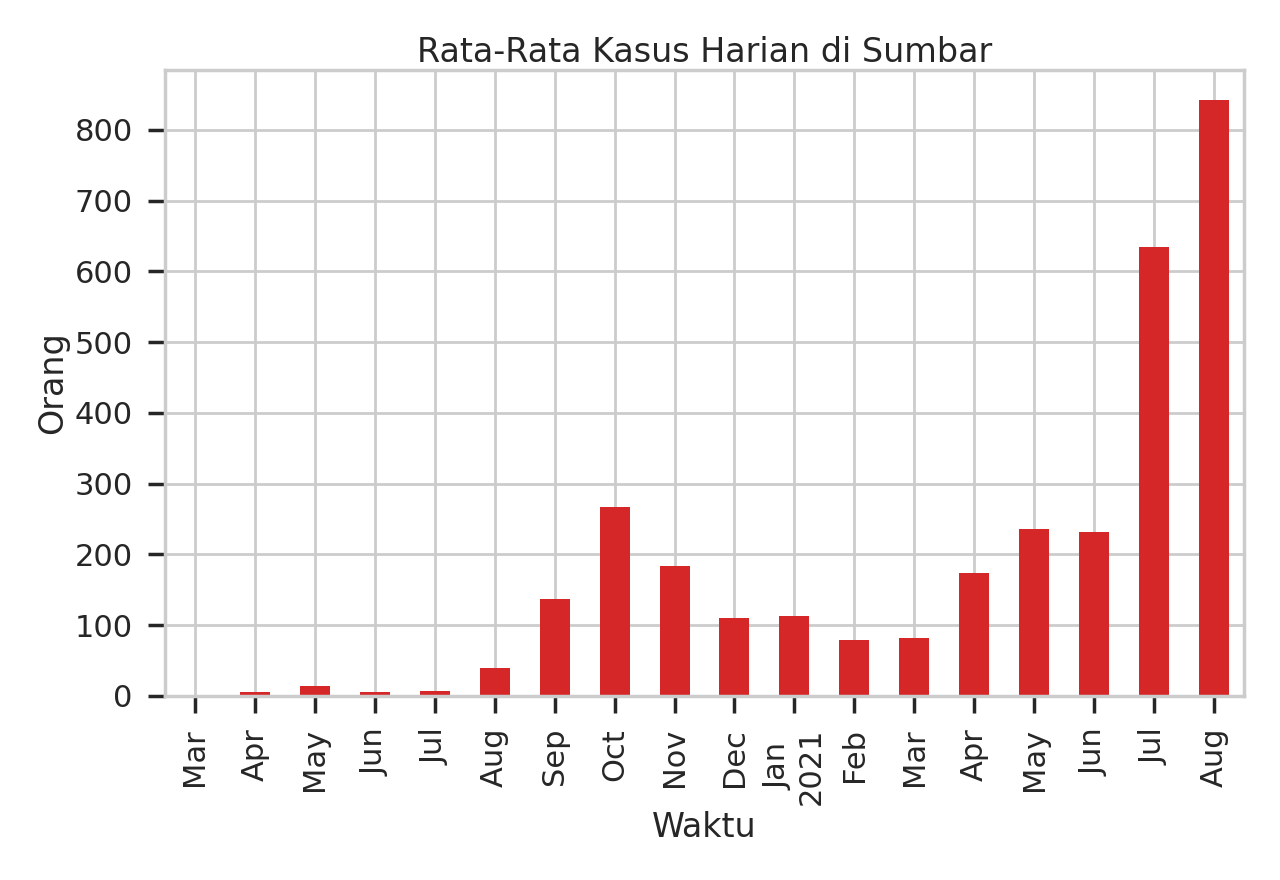 Rata-Rata Kasus Harian di Sumbar
Orang
800
700
600
500
400
300
200
100
0
Mar
Apr
May
Jun
Jul
Aug
Sep
Oct
Nov
Dec
Jan
2021
Feb
Mar
Apr
May
Jun
Jul
Aug
Waktu